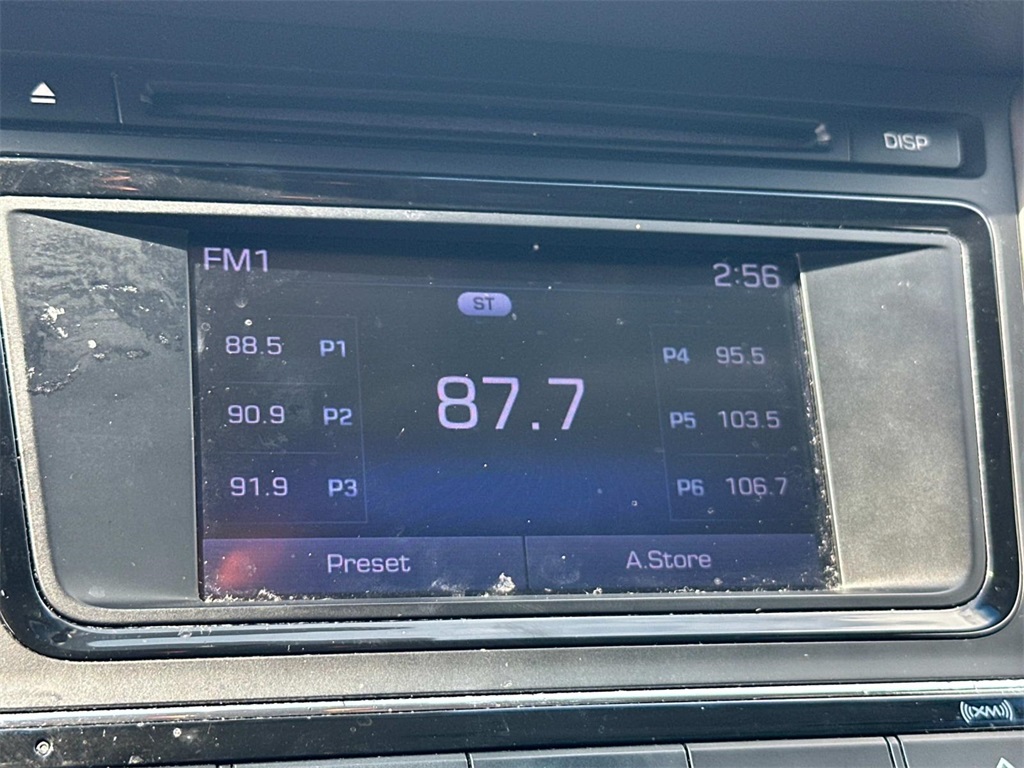 DISP
FM1 2:56
ST
88.5 P1 P4 95.5
87.7
90.9 P2 P5 103.5
91.9 P3 P6 106.7
Preset A.Store
((XM))